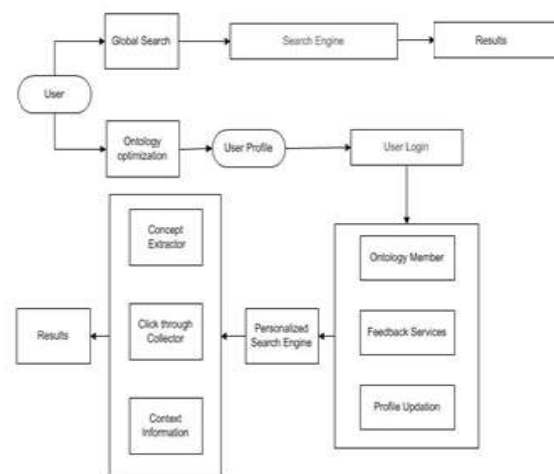 Global Search
Search Engine
Results
User
Ontology
optimization
User Profile
User Login
Concept
Extractor
Ontology Member
Click through
Collector
Personalized
Search Engine
Results
Feedback Services
Context
Information
Profile Updation